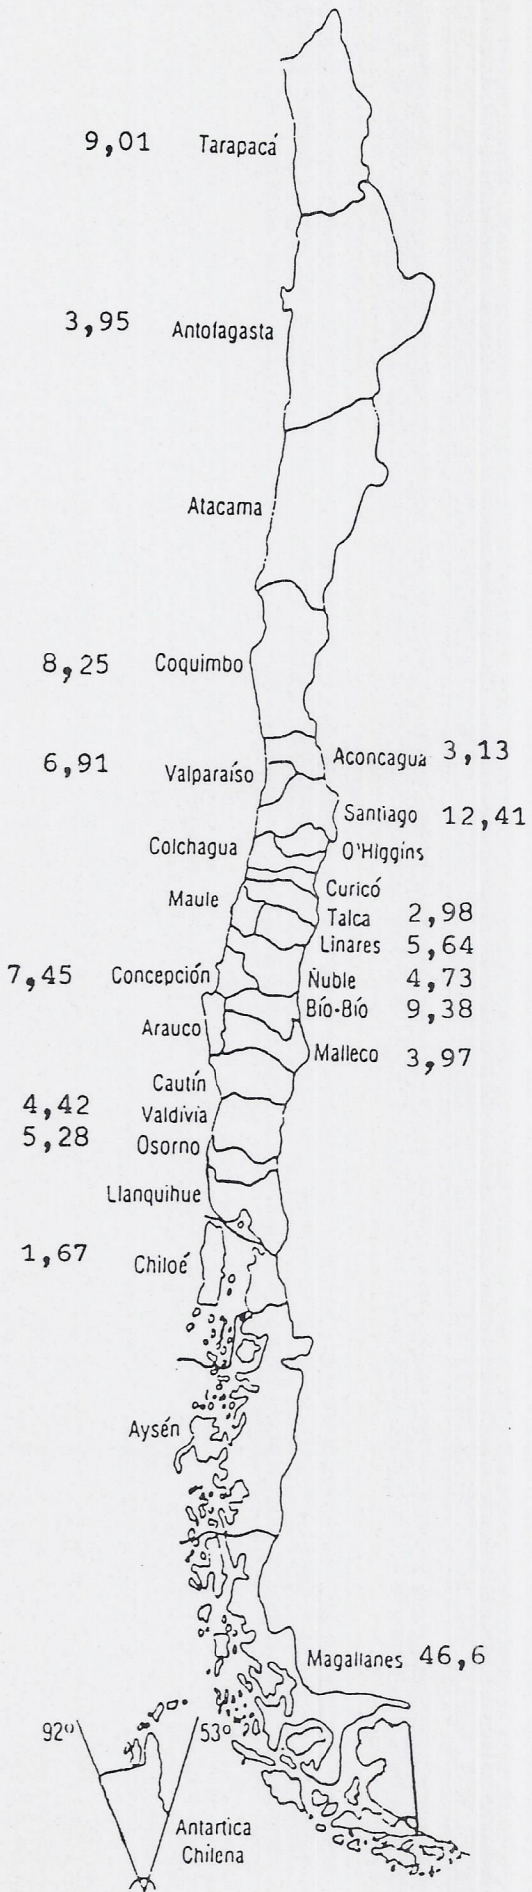 9,01 Tarapacá
3,95 Antofagasta
Atacama
8,25 Coquimbo
Aconcagua 3,13
6,91 Valparaíso
Santiago 12,41
Colchagua
O'Higgins
Curicó
Maule
Talca 2,98
Linares 5,64
7,45 Concepción
Ñuble 4,73
Bío-Bío 9,38
Arauco
Malleco 3,97
Cautín
4,42 Valdivia
5,28 Osorno
Llanquihue
1,67 Chiloé
Aysén
Magallanes 46,6
92º 53º
Antartica
Chilena